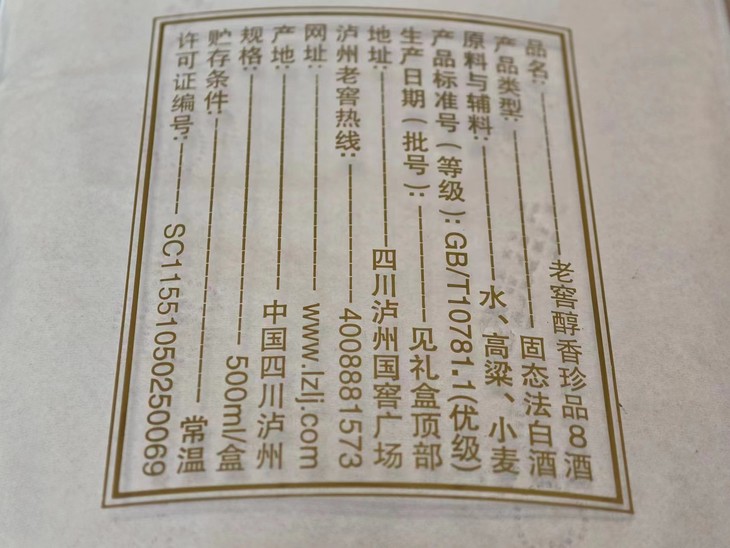 品名:老窖醇香珍品8酒
产品类型:固态法白酒
原料与辅料:水、高粱、小麦
产品标准号(等级):GB/T10781.1(优级)
生产日期(批号):见礼盒顶部
地址:四川泸州国窖广场
泸州老窖热线:4008881573
网址:www.lzlj.com
产地:中国四川泸州
规格:500ml/盒
贮存条件:常温
许可证编号:SC11551050250069